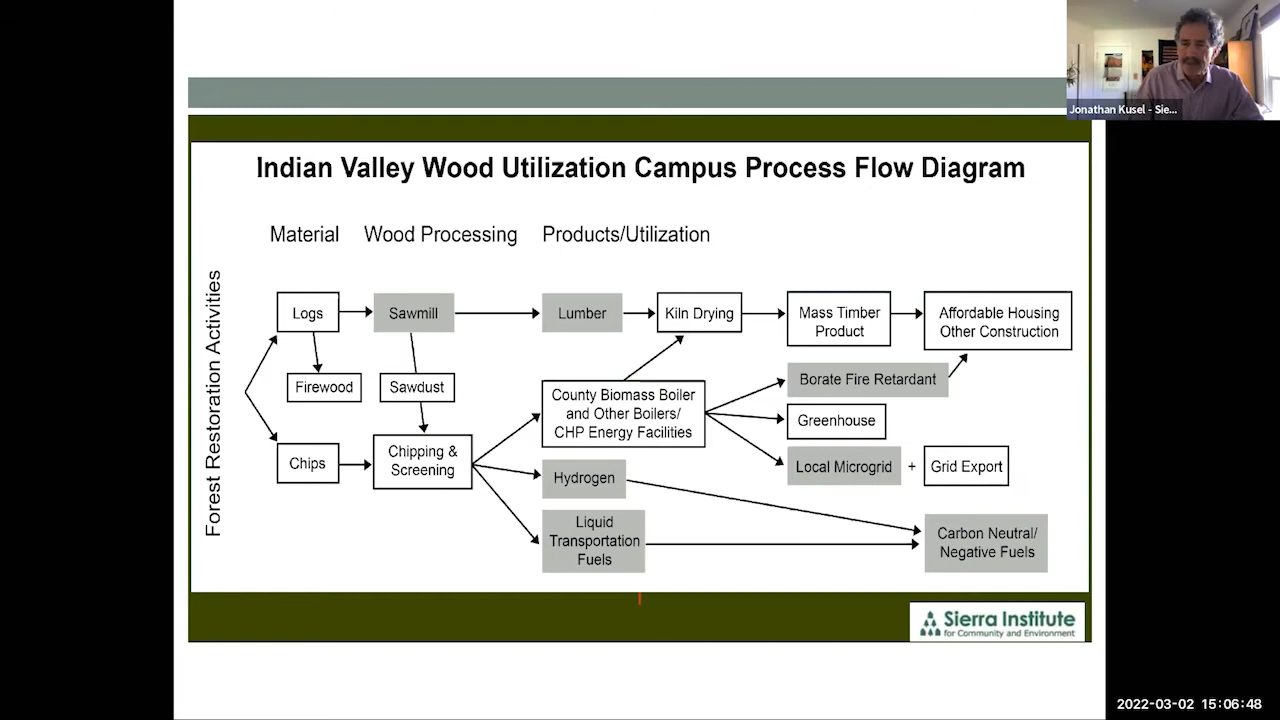 Jonathan Kusel - Sie...
Indian Valley Wood Utilization Campus Process Flow Diagram
Material Wood Processing Products/Utilization
Forest Restoration Activities
Logs
Sawmill
Lumber
Kiln Drying
Mass Timber
Product
Affordable Housing
Other Construction
Firewood
Sawdust
County Biomass Boiler
and Other Boilers/
CHP Energy Facilities
Borate Fire Retardant
Greenhouse
Chips
Chipping &
Screening
Local Microgrid + Grid Export
Hydrogen
Liquid
Transportation
Fuels
Carbon Neutral/
Negative Fuels
Sierra Institute
for Community and Environment
2022-03-02 15:06:48